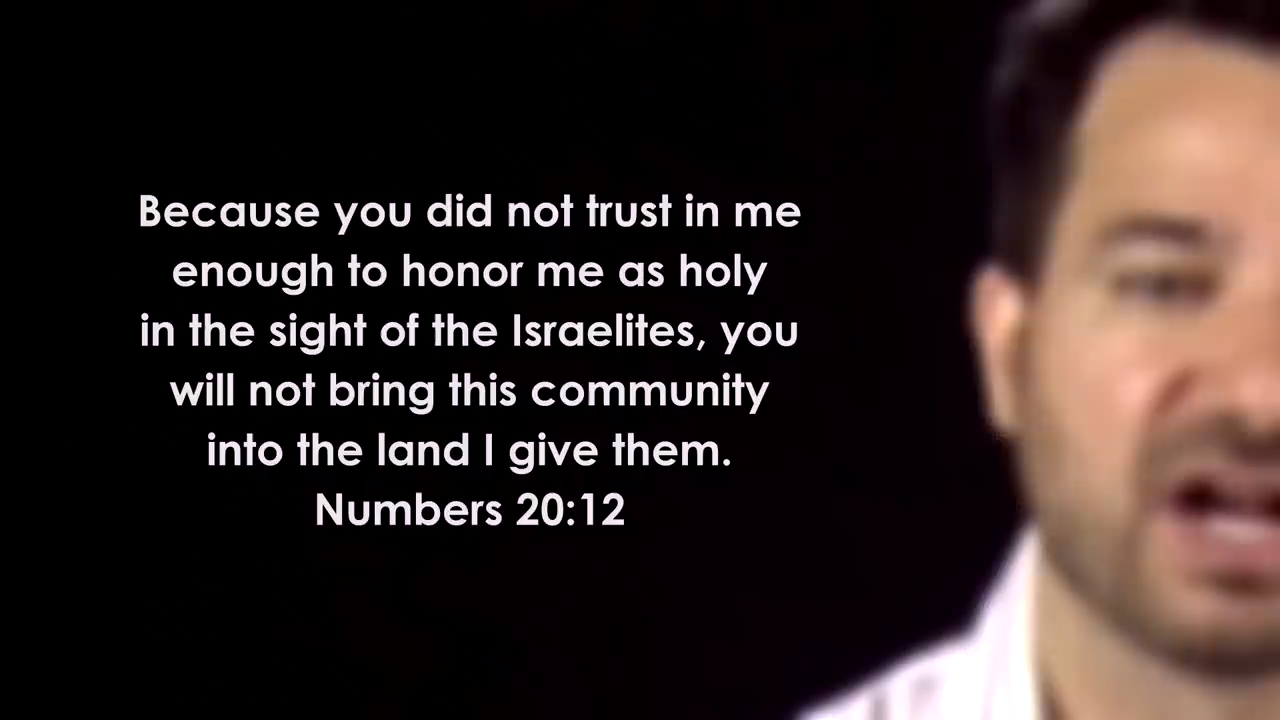 Because you did not trust in me
enough to honor me as holy
in the sight of the Israelites, you
will not bring this community
into the land I give them.
Numbers 20:12